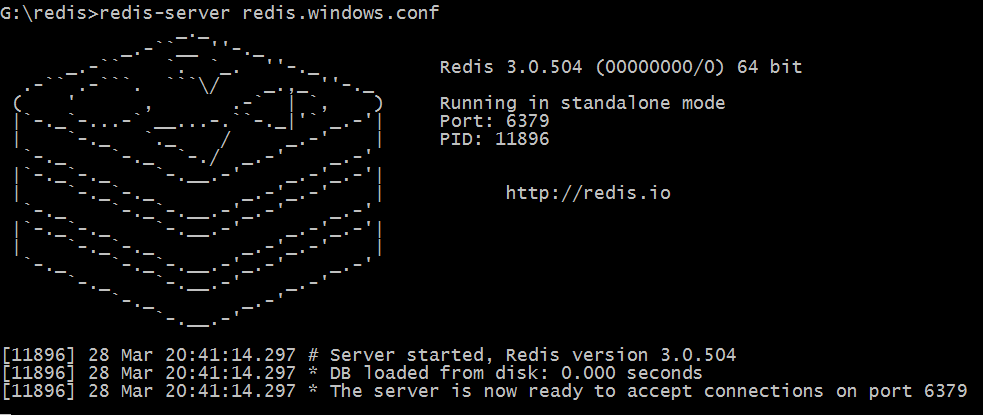 G:\redis>redis-server redis.windows.conf
Redis 3.0.504 (00000000/0) 64 bit
Running in standalone mode
Port: 6379
PID: 11896
http://redis.io
[11896] 28 Mar 20:41:14.297 # Server started, Redis version 3.0.504
[11896] 28 Mar 20:41:14.297 * DB loaded from disk: 0.000 seconds
[11896] 28 Mar 20:41:14.297 * The server is now ready to accept connections on port 6379